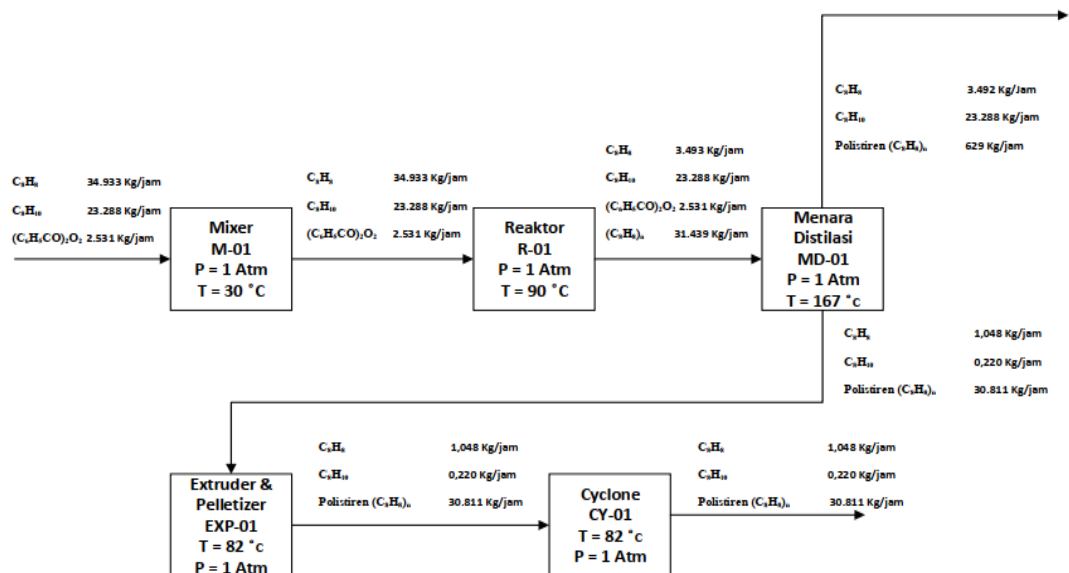 C₈H₈ 3.492 Kg/Jam
C₈H₁₀ 23.288 Kg/jam
Polistiren (C₈H₈)ₙ 629 Kg/jam
C₈H₈ 34.933 Kg/jam
C₈H₁₀ 23.288 Kg/jam
(C₆H₅CO)₂O₂ 2.531 Kg/jam
Mixer
M-01
P = 1 Atm
T = 30 °C
C₈H₈ 34.933 Kg/jam
C₈H₁₀ 23.288 Kg/jam
(C₆H₅CO)₂O₂ 2.531 Kg/jam
Reaktor
R-01
P = 1 Atm
T = 90 °C
C₈H₈ 3.493 Kg/jam
C₈H₁₀ 23.288 Kg/jam
(C₆H₅CO)₂O₂ 2.531 Kg/jam
(C₈H₈)ₙ 31.439 Kg/jam
Menara
Distilasi
MD-01
P = 1 Atm
T = 167 °c
C₈H₈ 1,048 Kg/jam
C₈H₁₀ 0,220 Kg/jam
Polistiren (C₈H₈)ₙ 30.811 Kg/jam
Extruder &
Pelletizer
EXP-01
T = 82 °c
P = 1 Atm
C₈H₈ 1,048 Kg/jam
C₈H₁₀ 0,220 Kg/jam
Polistiren (C₈H₈)ₙ 30.811 Kg/jam
Cyclone
CY-01
T = 82 °c
P = 1 Atm
C₈H₈ 1,048 Kg/jam
C₈H₁₀ 0,220 Kg/jam
Polistiren (C₈H₈)ₙ 30.811 Kg/jam